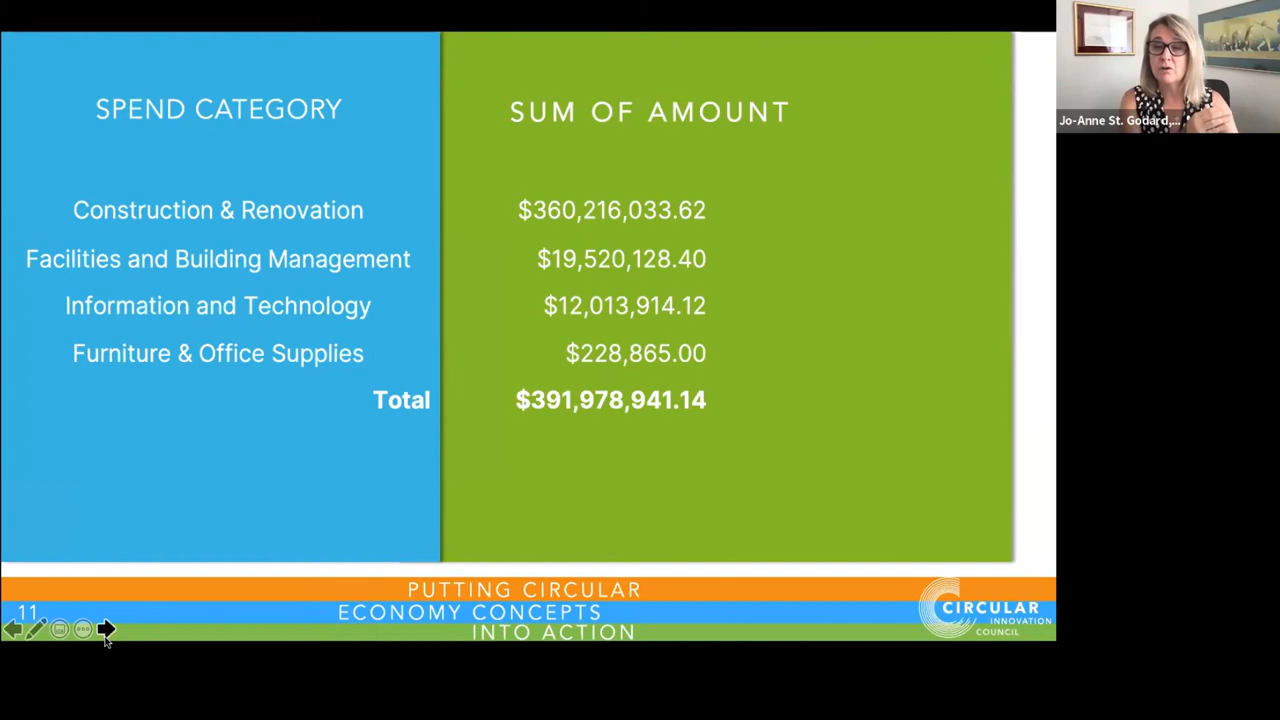 SPEND CATEGORY
SUM OF AMOUNT
Construction & Renovation
$360,216,033.62
Facilities and Building Management
$19,520,128.40
Information and Technology
$12,013,914.12
Furniture & Office Supplies
$228,865.00
Total
$391,978,941.14
PUTTING CIRCULAR
ECONOMY CONCEPTS
INTO ACTION
11
CIRCULAR
INNOVATION
COUNCIL
Jo-Anne St. Godard,...